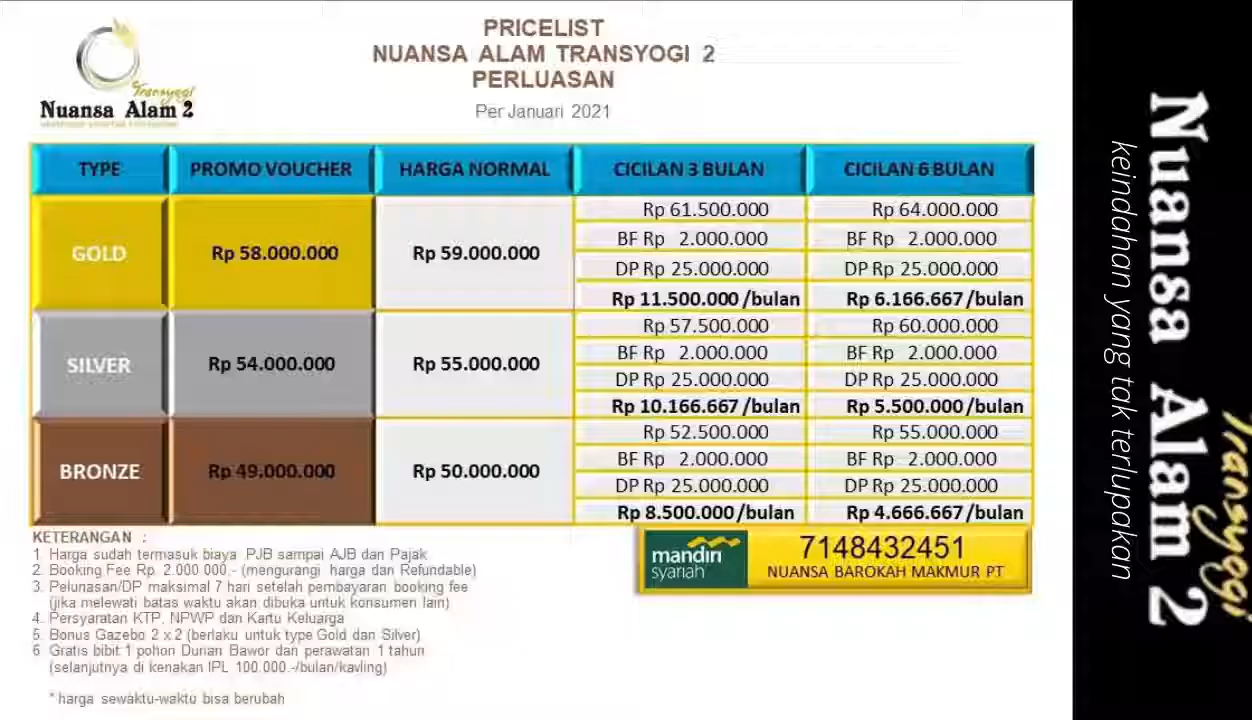 PRICELIST
NUANSA ALAM TRANSYOGI 2
PERLUASAN
Per Januari 2021
Transyogi
Nuansa Alam 2
TYPE PROMO VOUCHER HARGA NORMAL CICILAN 3 BULAN CICILAN 6 BULAN
GOLD Rp 58.000.000 Rp 59.000.000
Rp 61.500.000 Rp 64.000.000
BF Rp 2.000.000 BF Rp 2.000.000
DP Rp 25.000.000 DP Rp 25.000.000
Rp 11.500.000 /bulan Rp 6.166.667/bulan
SILVER Rp 54.000.000 Rp 55.000.000
Rp 57.500.000 Rp 60.000.000
BF Rp 2.000.000 BF Rp 2.000.000
DP Rp 25.000.000 DP Rp 25.000.000
Rp 10.166.667 /bulan Rp 5.500.000/bulan
BRONZE Rp 49.000.000 Rp 50.000.000
Rp 52.500.000 Rp 55.000.000
BF Rp 2.000.000 BF Rp 2.000.000
DP Rp 25.000.000 DP Rp 25.000.000
Rp 8.500.000 /bulan Rp 4.666.667/bulan
KETERANGAN :
1. Harga sudah termasuk biaya PJB sampai AJB dan Pajak
2. Booking Fee Rp. 2.000.000.- (mengurangi harga dan Refundable)
3. Pelunasan/DP maksimal 7 hari setelah pembayaran booking fee
(jika melewati batas waktu akan dibuka untuk konsumen lain)
4. Persyaratan KTP, NPWP dan Kartu Keluarga
5. Bonus Gazebo 2 x 2 (berlaku untuk type Gold dan Silver)
6. Gratis bibit 1 pohon Durian Bawor dan perawatan 1 tahun
(selanjutnya di kenakan IPL 100.000.-/bulan/kavling)
* harga sewaktu-waktu bisa berubah
mandiri
syariah
7148432451
NUANSA BAROKAH MAKMUR PT
Nuansa Alam 2
Transyogi
keindahan yang tak terlupakan